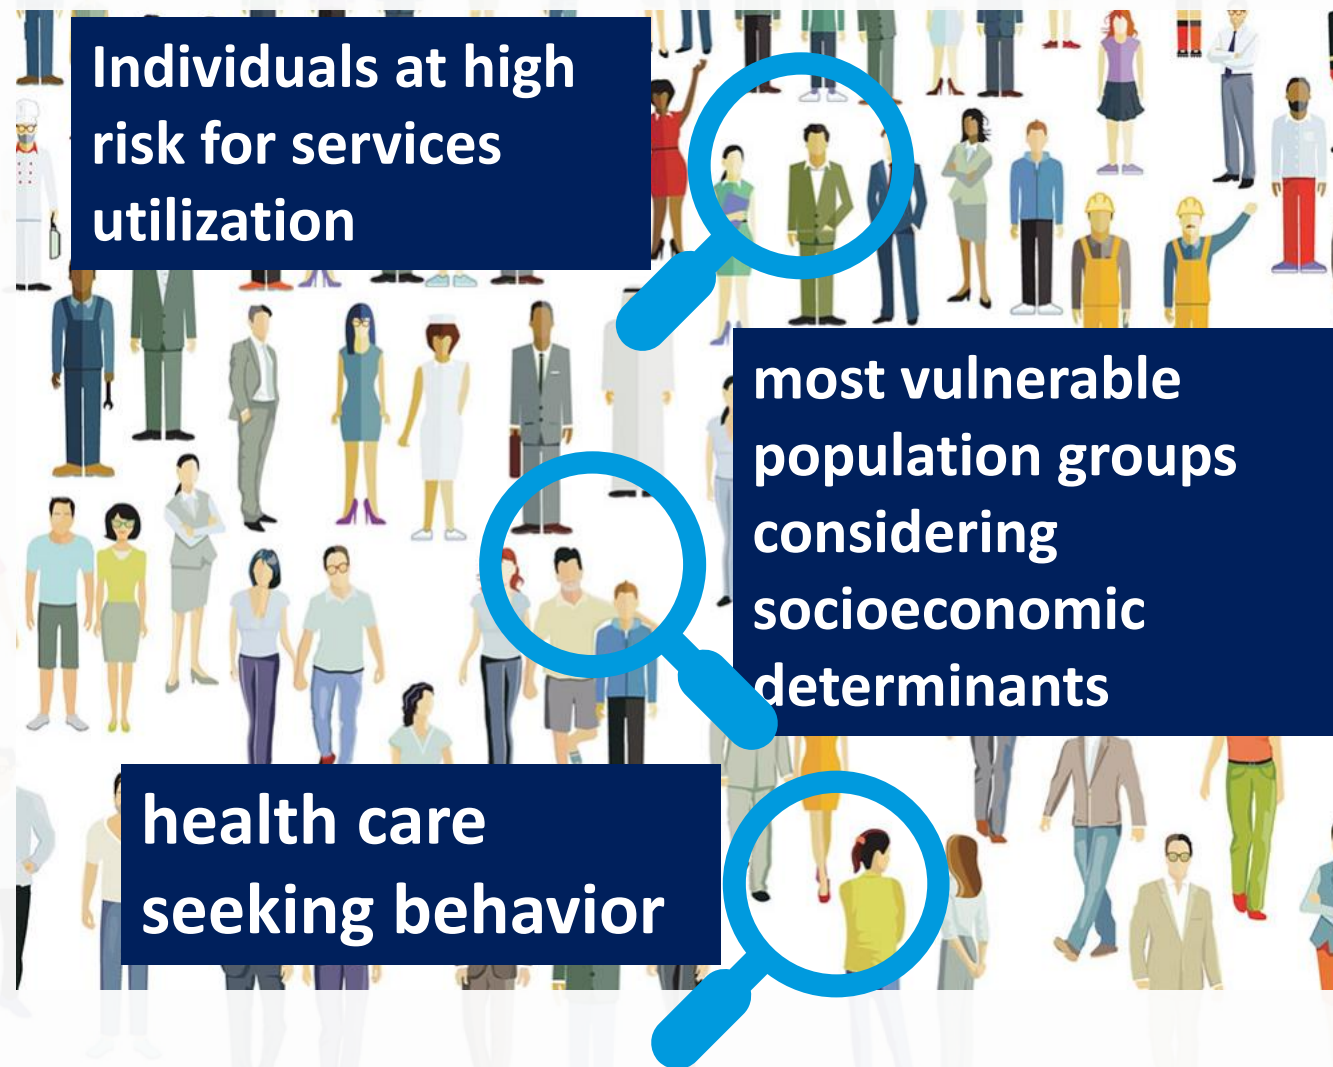 Individuals at high
risk for services
utilization
most vulnerable
population groups
considering
socioeconomic
determinants
health care
seeking behavior